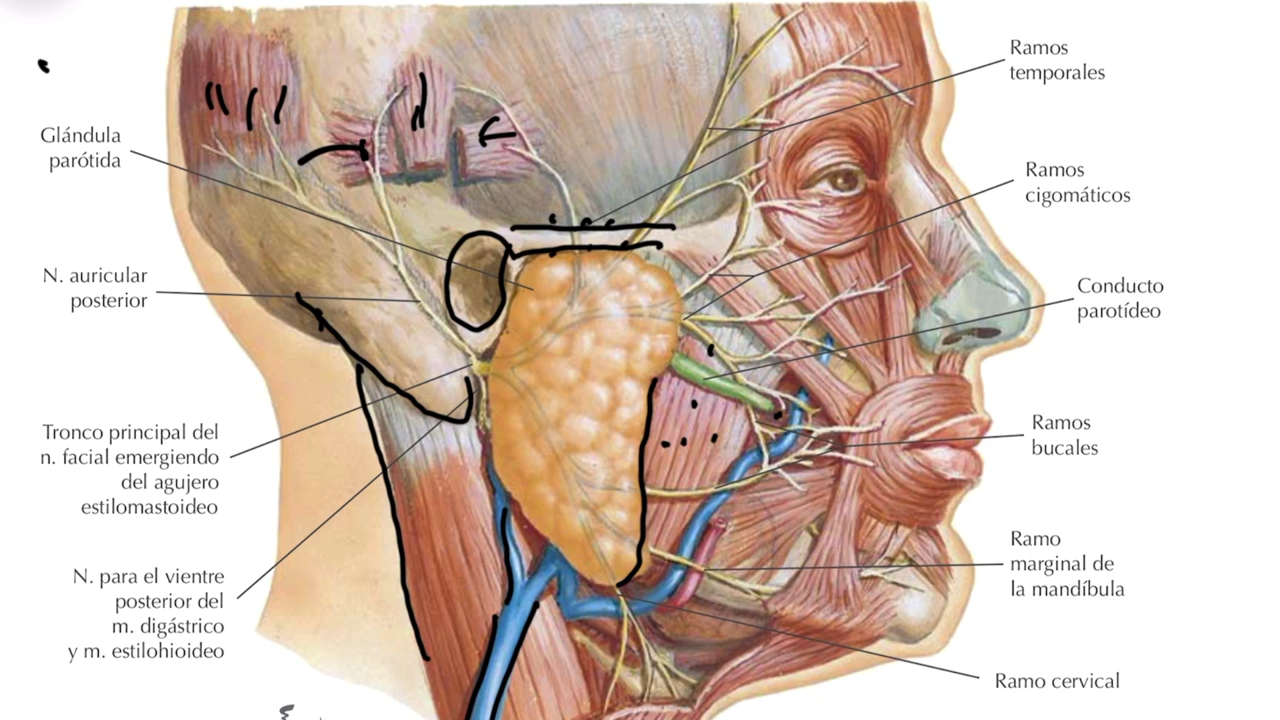 Glándula
parótida
N. auricular
posterior
Tronco principal del
n. facial emergiendo
del agujero
estilomastoideo
N. para el vientre
posterior del
m. digástrico
y m. estilohioideo
Ramos
temporales
Ramos
cigomáticos
Conducto
parotídeo
Ramos
bucales
Ramo
marginal de
la mandíbula
Ramo cervical